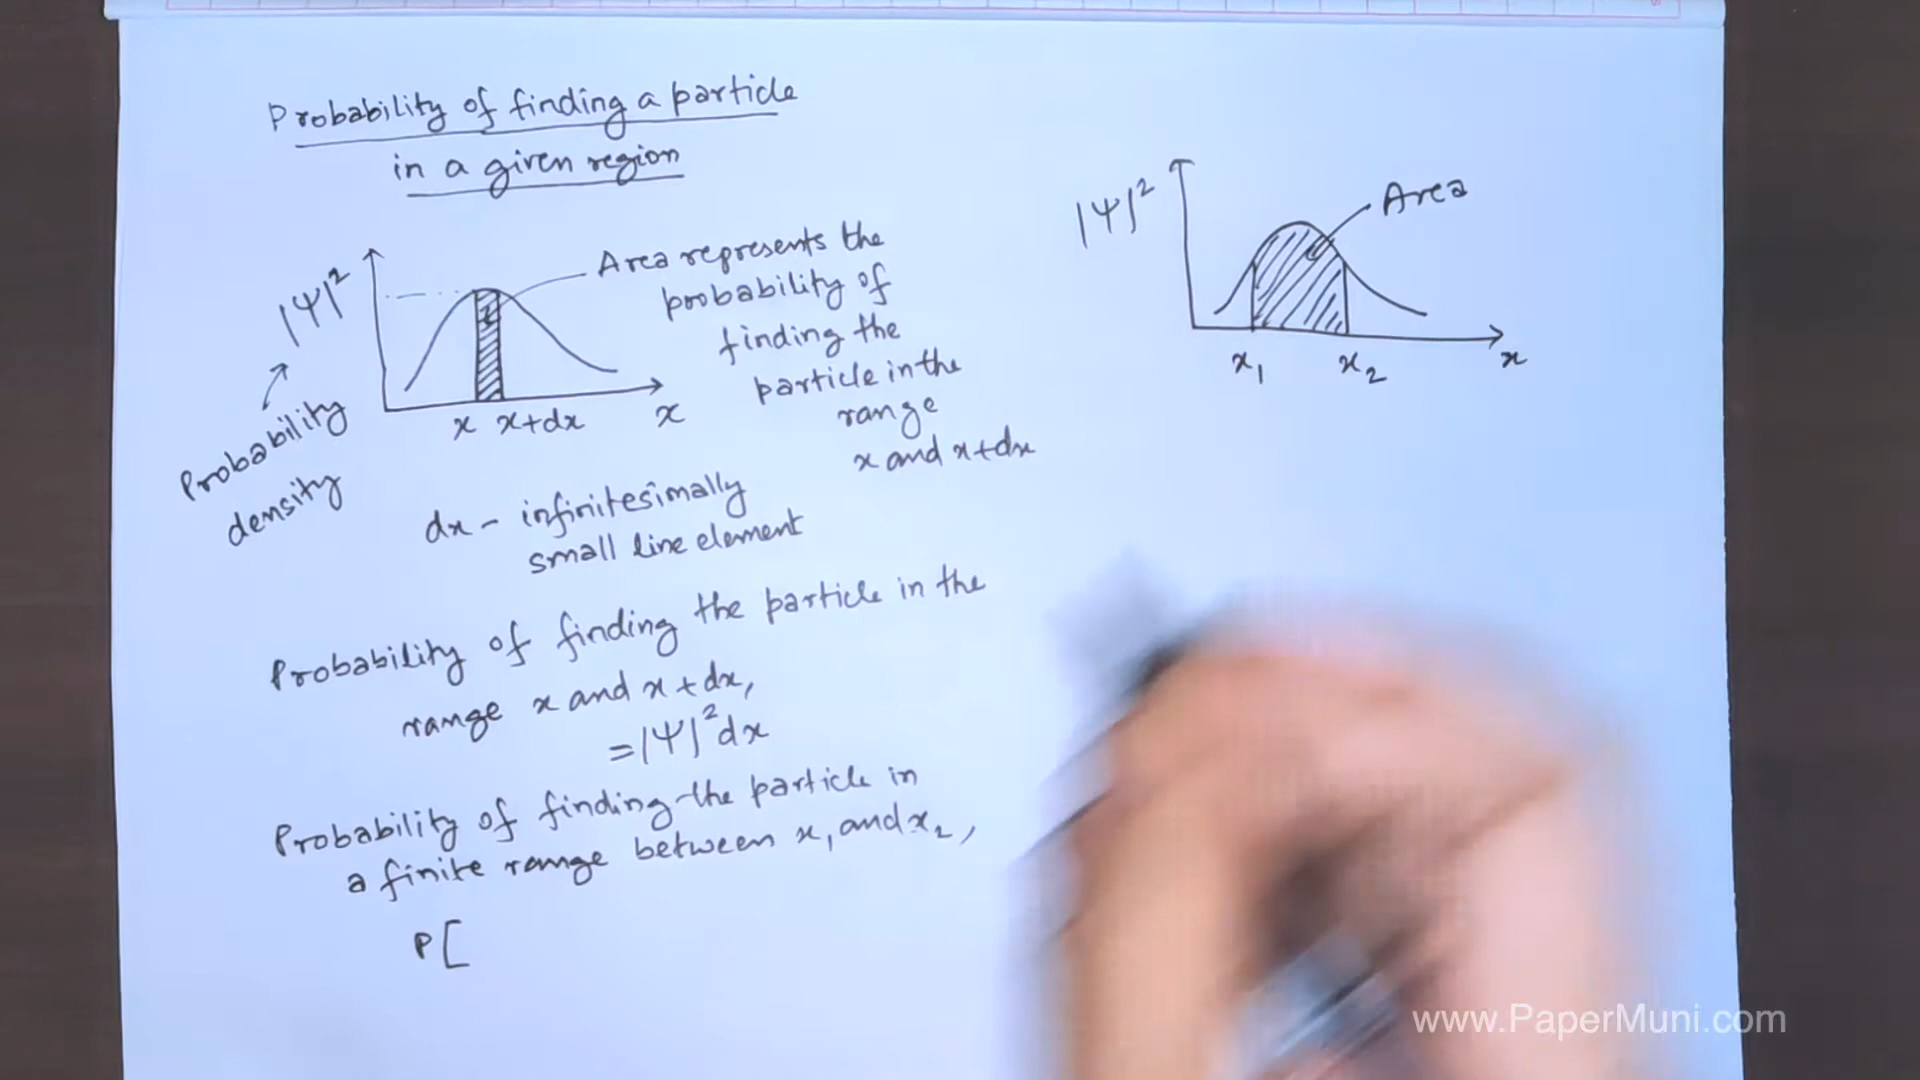 Probability of finding a particle
in a given region
|Ψ|²
Probability
density
x x+dx x
Area represents the
probability of
finding the
particle in the
range
x and x+dx
dx - infinitesimally
small line element
Probability of finding the particle in the
range x and x+dx,
=|Ψ|²dx
Probability of finding the particle in
a finite range between x₁ and x₂,
P[
|Ψ|²
Area
x₁ x₂ x
www.PaperMuni.com